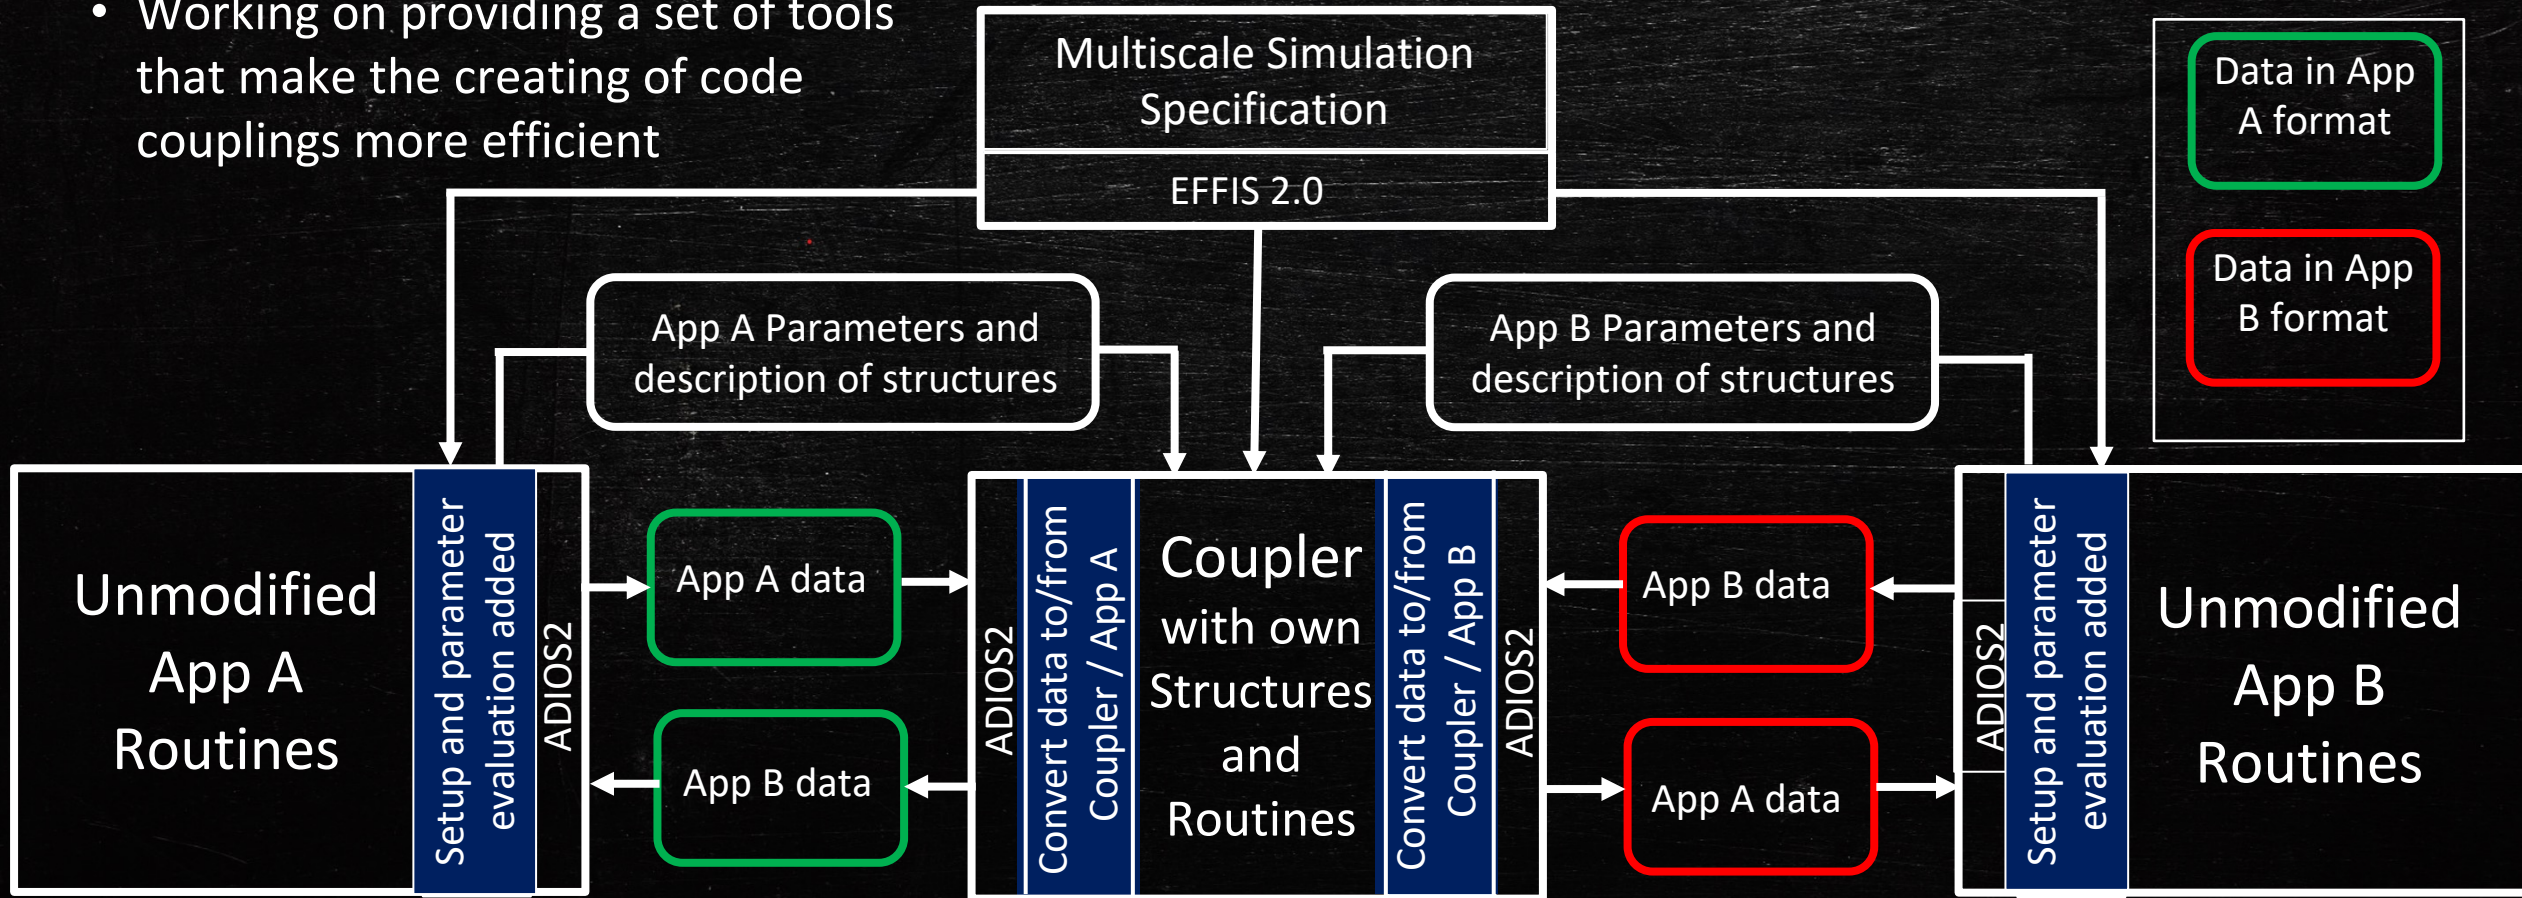 • Working on providing a set of tools
that make the creating of code
couplings more efficient
Multiscale Simulation
Specification
EFFIS 2.0
Data in App
A format
Data in App
B format
App A Parameters and
description of structures
App B Parameters and
description of structures
Unmodified
App A
Routines
Setup and parameter
evaluation added
ADIOS2
App A data
App B data
ADIOS2
Convert data to/from
Coupler / App A
Coupler
with own
Structures
and
Routines
Convert data to/from
Coupler / App B
ADIOS2
App B data
App A data
ADIOS2
Setup and parameter
evaluation added
Unmodified
App B
Routines